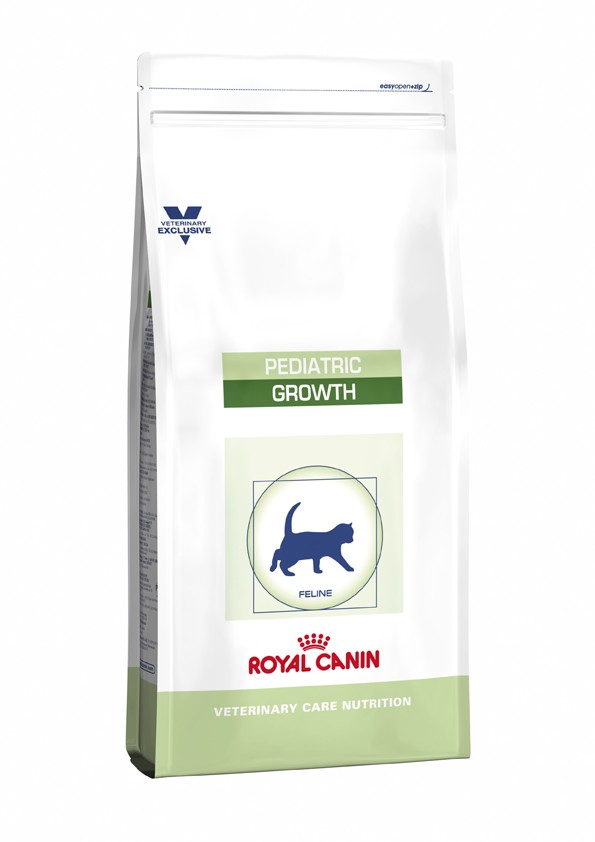 easyopen+zip
VETERINARY
EXCLUSIVE
PEDIATRIC
GROWTH
FELINE
ROYAL CANIN
VETERINARY CARE NUTRITION